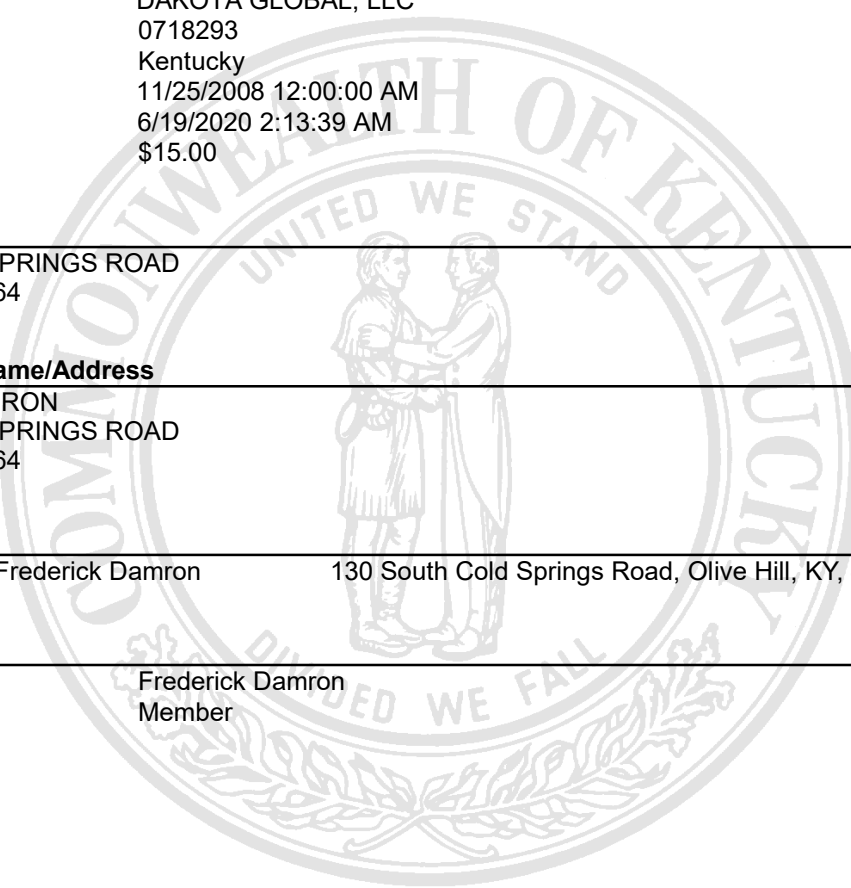 DAKOTA GLOBAL, LLC
0718293
Kentucky
11/25/2008 12:00:00 AM
6/19/2020 2:13:39 AM
$15.00
PRINGS ROAD
64
ame/Address
RON
PRINGS ROAD
64
Frederick Damron 130 South Cold Springs Road, Olive Hill, KY,
Frederick Damron
Member
COMMONWEALTH OF KENTUCKY
UNITED WE STAND
DIVIDED WE FALL